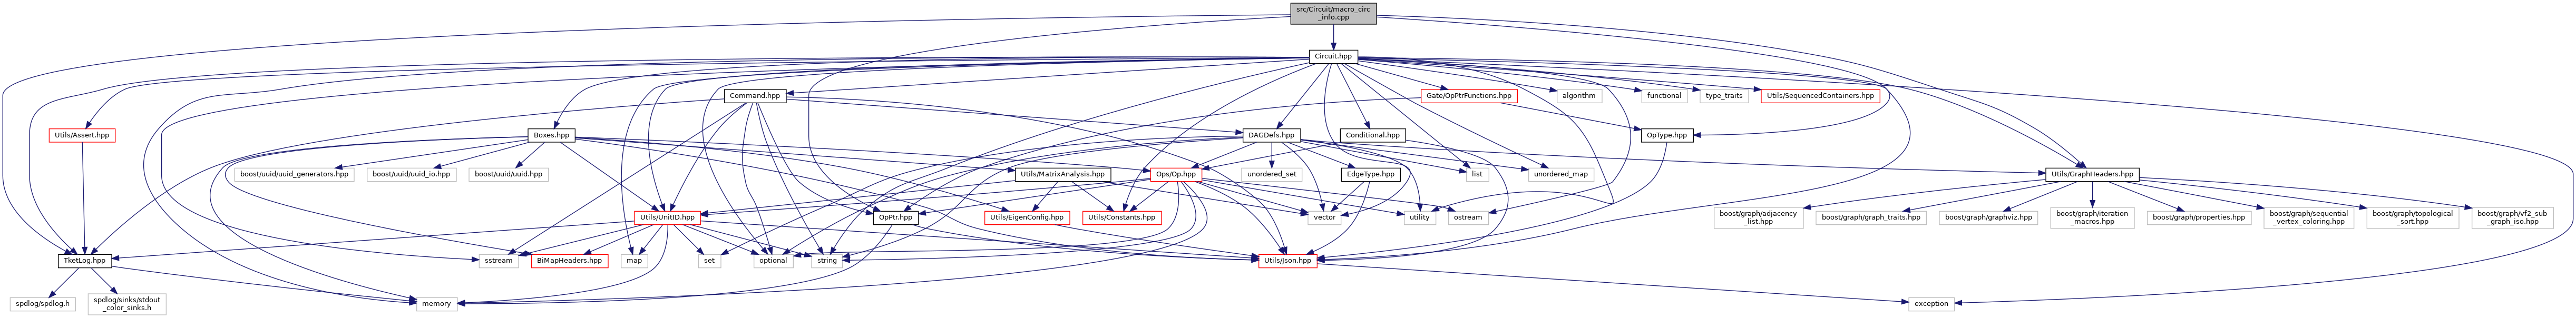 src/Circuit/macro_circ
_info.cpp
Circuit.hpp
Command.hpp
Gate/OpPtrFunctions.hpp
algorithm
functional
type_traits
Utils/SequencedContainers.hpp
Utils/Assert.hpp
Boxes.hpp
DAGDefs.hpp
Conditional.hpp
OpType.hpp
boost/uuid/uuid_generators.hpp
boost/uuid/uuid_io.hpp
boost/uuid/uuid.hpp
Utils/MatrixAnalysis.hpp
Ops/Op.hpp
unordered_set
EdgeType.hpp
list
unordered_map
Utils/GraphHeaders.hpp
Utils/UnitID.hpp
OpPtr.hpp
Utils/EigenConfig.hpp
Utils/Constants.hpp
vector
utility
ostream
boost/graph/adjacency
_list.hpp
boost/graph/graph_traits.hpp
boost/graph/graphviz.hpp
boost/graph/iteration
_macros.hpp
boost/graph/properties.hpp
boost/graph/sequential
_vertex_coloring.hpp
boost/graph/topological
_sort.hpp
boost/graph/vf2_sub
_graph_iso.hpp
TketLog.hpp
sstream
BiMapHeaders.hpp
map
set
optional
string
Utils/Json.hpp
spdlog/spdlog.h
spdlog/sinks/stdout
_color_sinks.h
memory
exception